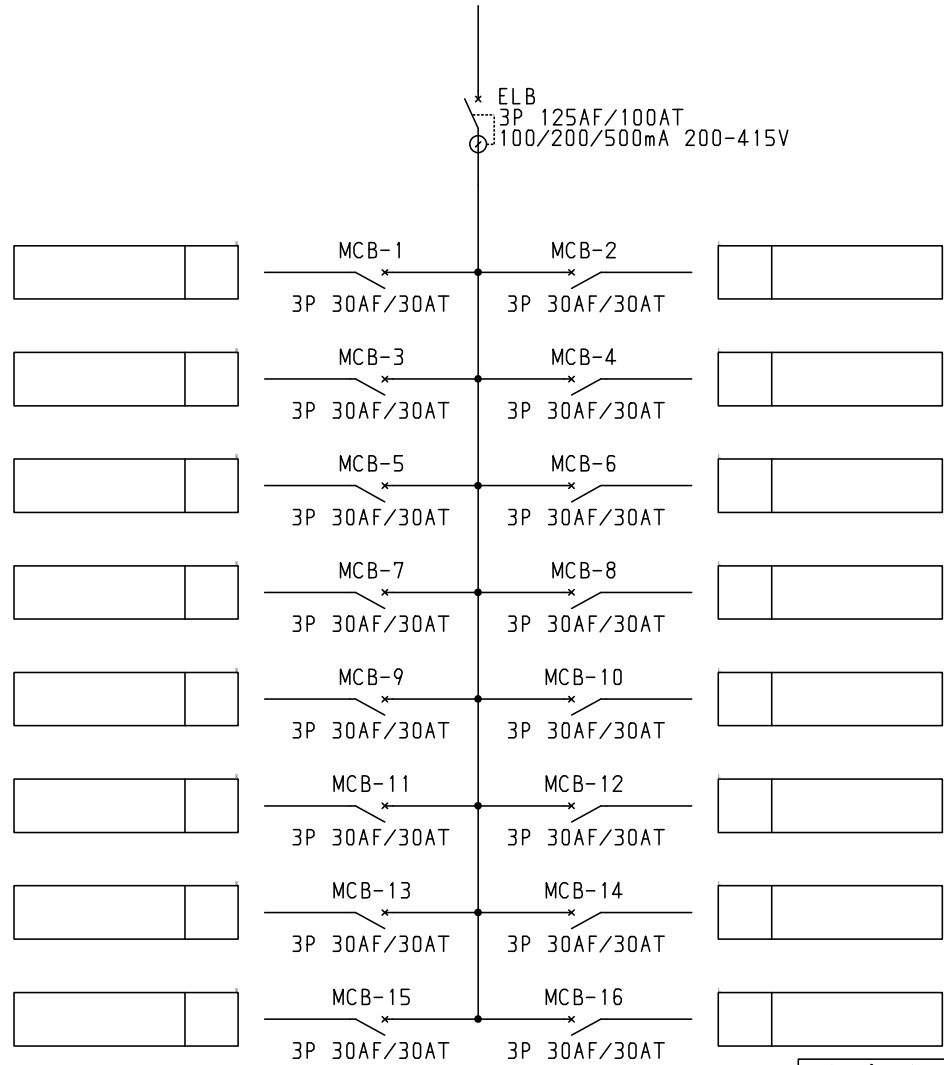 ELB
3P 125AF/100AT
100/200/500mA 200-415V
MCB-1 MCB-2
3P 30AF/30AT 3P 30AF/30AT
MCB-3 MCB-4
3P 30AF/30AT 3P 30AF/30AT
MCB-5 MCB-6
3P 30AF/30AT 3P 30AF/30AT
MCB-7 MCB-8
3P 30AF/30AT 3P 30AF/30AT
MCB-9 MCB-10
3P 30AF/30AT 3P 30AF/30AT
MCB-11 MCB-12
3P 30AF/30AT 3P 30AF/30AT
MCB-13 MCB-14
3P 30AF/30AT 3P 30AF/30AT
MCB-15 MCB-16
3P 30AF/30AT 3P 30AF/30AT